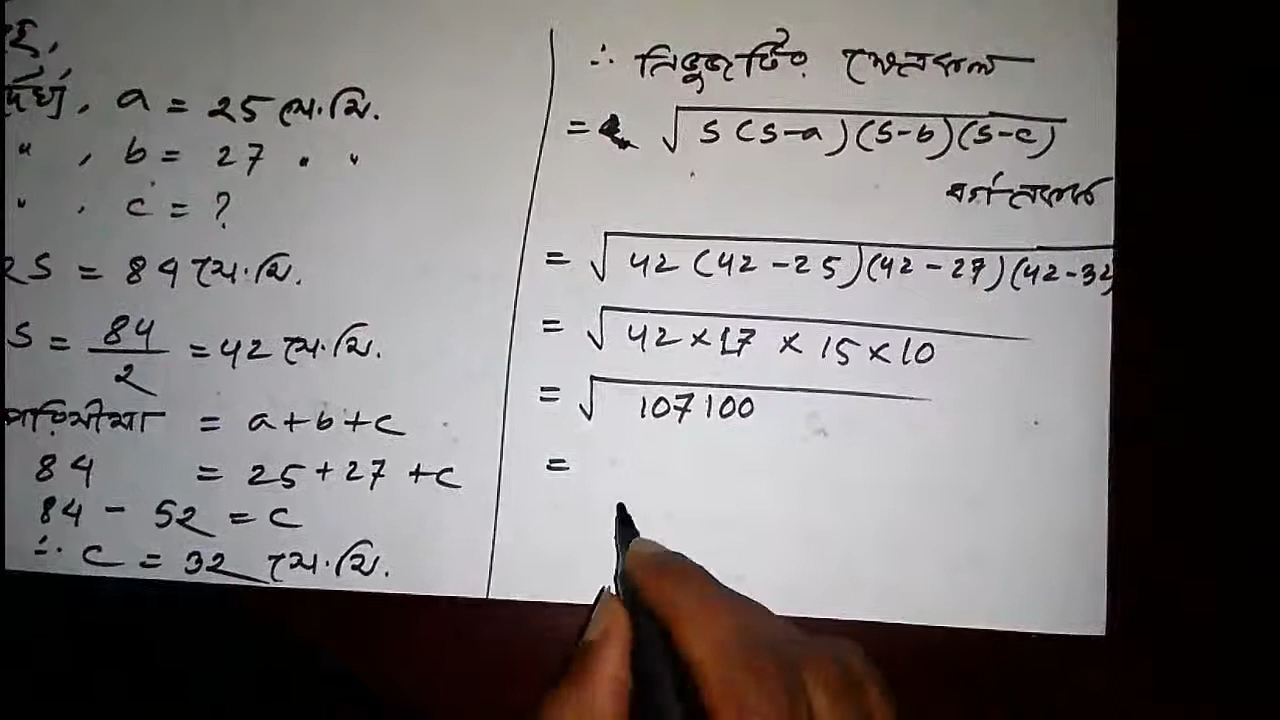 a = 25 সে.মি.
" , b = 27 " "
" , c = ?
2S = 84 সে.মি.
S = 84/2 = 42 সে.মি.
পরিসীমা = a+b+c
84 = 25+27+c
84 - 52 = c
∴ c = 32 সে.মি.
∴ ত্রিভুজটির ক্ষেত্রফল
= √S(S-a)(S-b)(S-c)
বর্গ একক
= √42(42-25)(42-27)(42-32)
= √42×17×15×10
= √107100
=